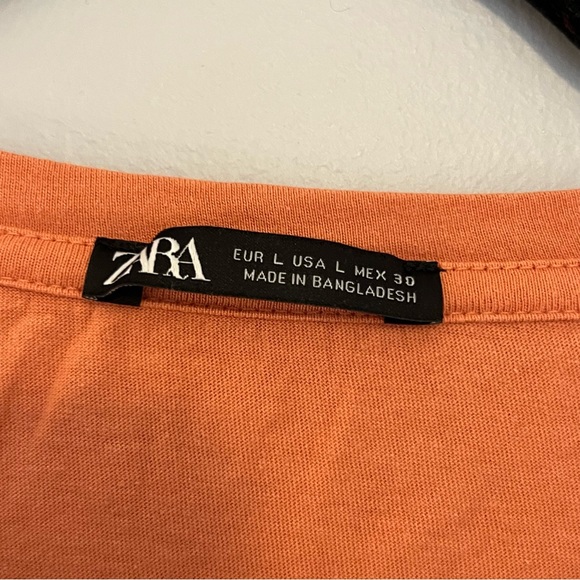 ZARA
EUR L USA L MEX 30
MADE IN BANGLADESH